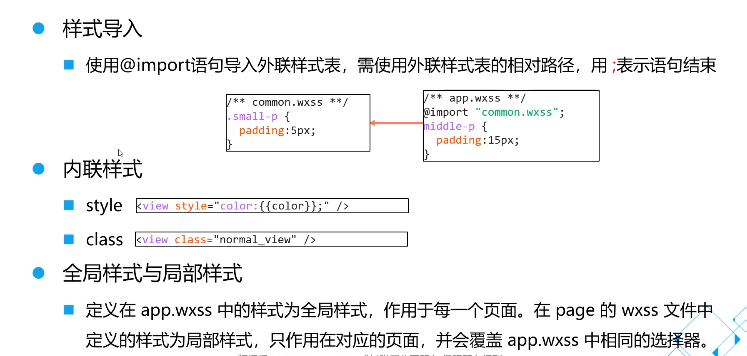 样式导入
使用@import语句导入外联样式表，需使用外联样式表的相对路径，用 ;表示语句结束
/** common.wxss **/
.small-p {
padding:5px;
}
/** app.wxss **/
@import "common.wxss";
middle-p {
padding:15px;
}
内联样式
style <view style="color:{{color}};" />
class <view class="normal_view" />
全局样式与局部样式
定义在 app.wxss 中的样式为全局样式，作用于每一个页面。在 page 的 wxss 文件中
定义的样式为局部样式，只作用在对应的页面，并会覆盖 app.wxss 中相同的选择器。